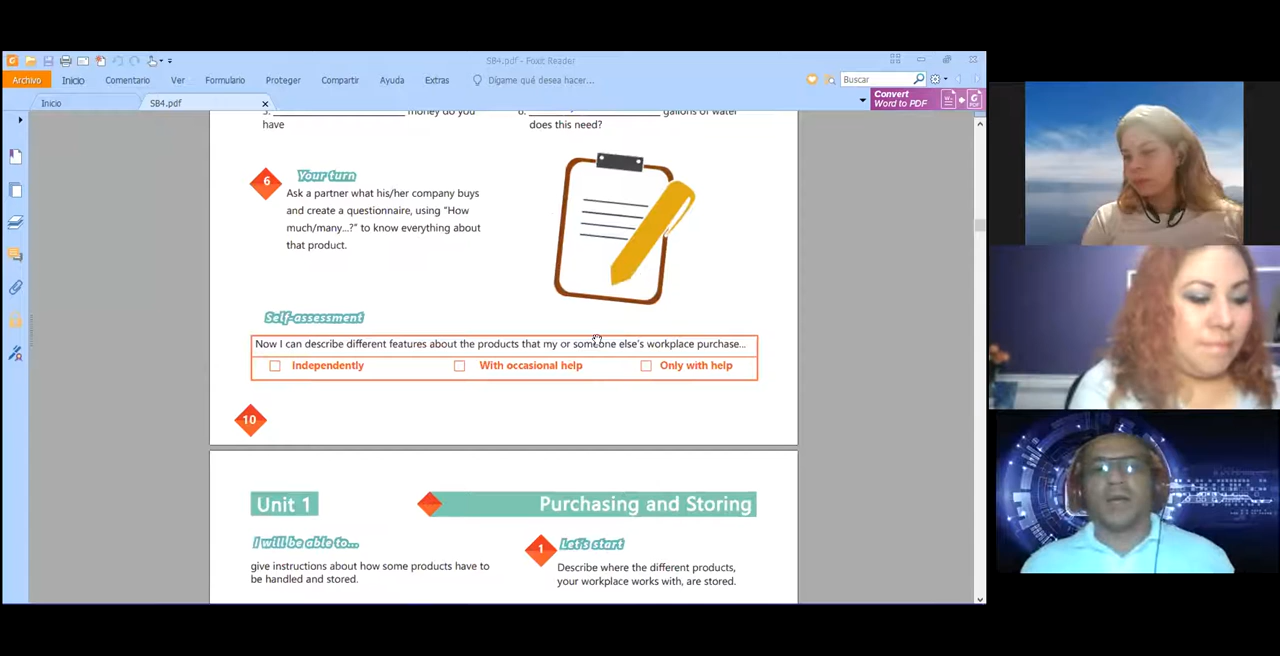 SB4.pdf - Foxit Reader
Archivo Inicio Comentario Ver Formulario Proteger Compartir Ayuda Extras Dígame qué desea hacer... Buscar
Inicio SB4.pdf
Convert
Word to PDF
money do you
have
gallons of water
does this need?
6 Your turn
Ask a partner what his/her company buys
and create a questionnaire, using "How
much/many...?" to know everything about
that product.
Self-assessment
Now I can describe different features about the products that my or someone else's workplace purchase...
Independently With occasional help Only with help
10
Unit 1 Purchasing and Storing
I will be able to...
give instructions about how some products have to
be handled and stored.
1 Let's start
Describe where the different products,
your workplace works with, are stored.